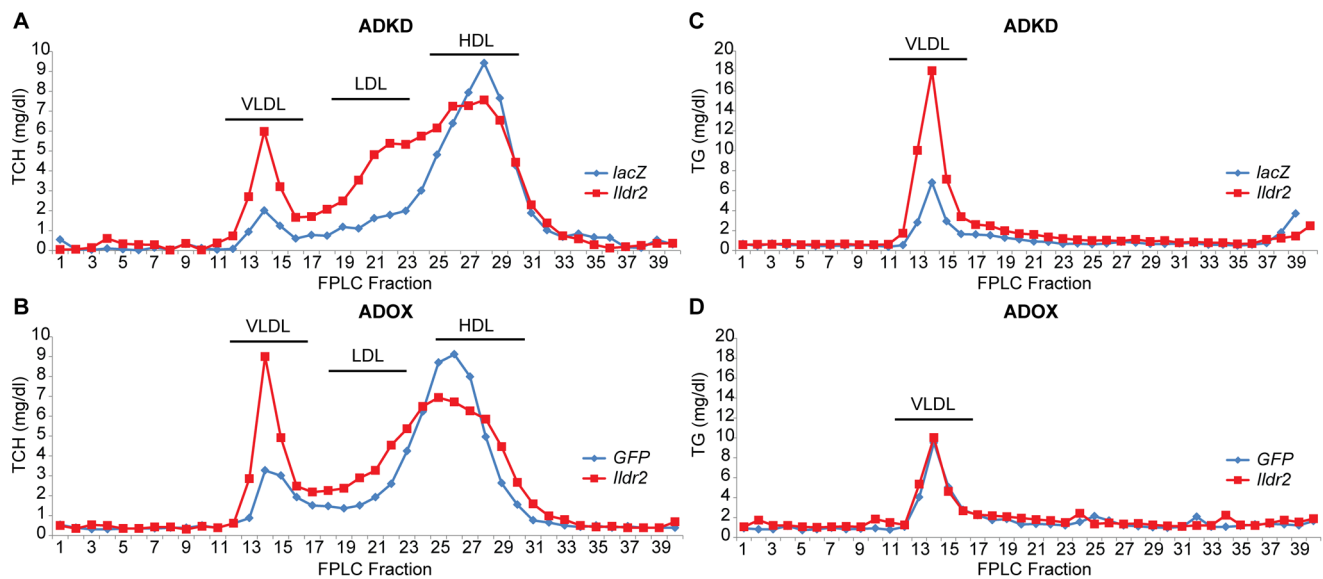 A
ADKD
TCH (mg/dl)
10
9
8
7
6
5
4
3
2
1
0
VLDL
LDL
HDL
lacZ
Ildr2
1 3 5 7 9 11 13 15 17 19 21 23 25 27 29 31 33 35 37 39
FPLC Fraction
B
ADOX
TCH (mg/dl)
10
9
8
7
6
5
4
3
2
1
0
VLDL
LDL
HDL
GFP
Ildr2
1 3 5 7 9 11 13 15 17 19 21 23 25 27 29 31 33 35 37 39
FPLC Fraction
C
ADKD
TG (mg/dl)
20
18
16
14
12
10
8
6
4
2
0
VLDL
lacZ
Ildr2
1 3 5 7 9 11 13 15 17 19 21 23 25 27 29 31 33 35 37 39
FPLC Fraction
D
ADOX
TG (mg/dl)
20
18
16
14
12
10
8
6
4
2
0
VLDL
GFP
Ildr2
1 3 5 7 9 11 13 15 17 19 21 23 25 27 29 31 33 35 37 39
FPLC Fraction